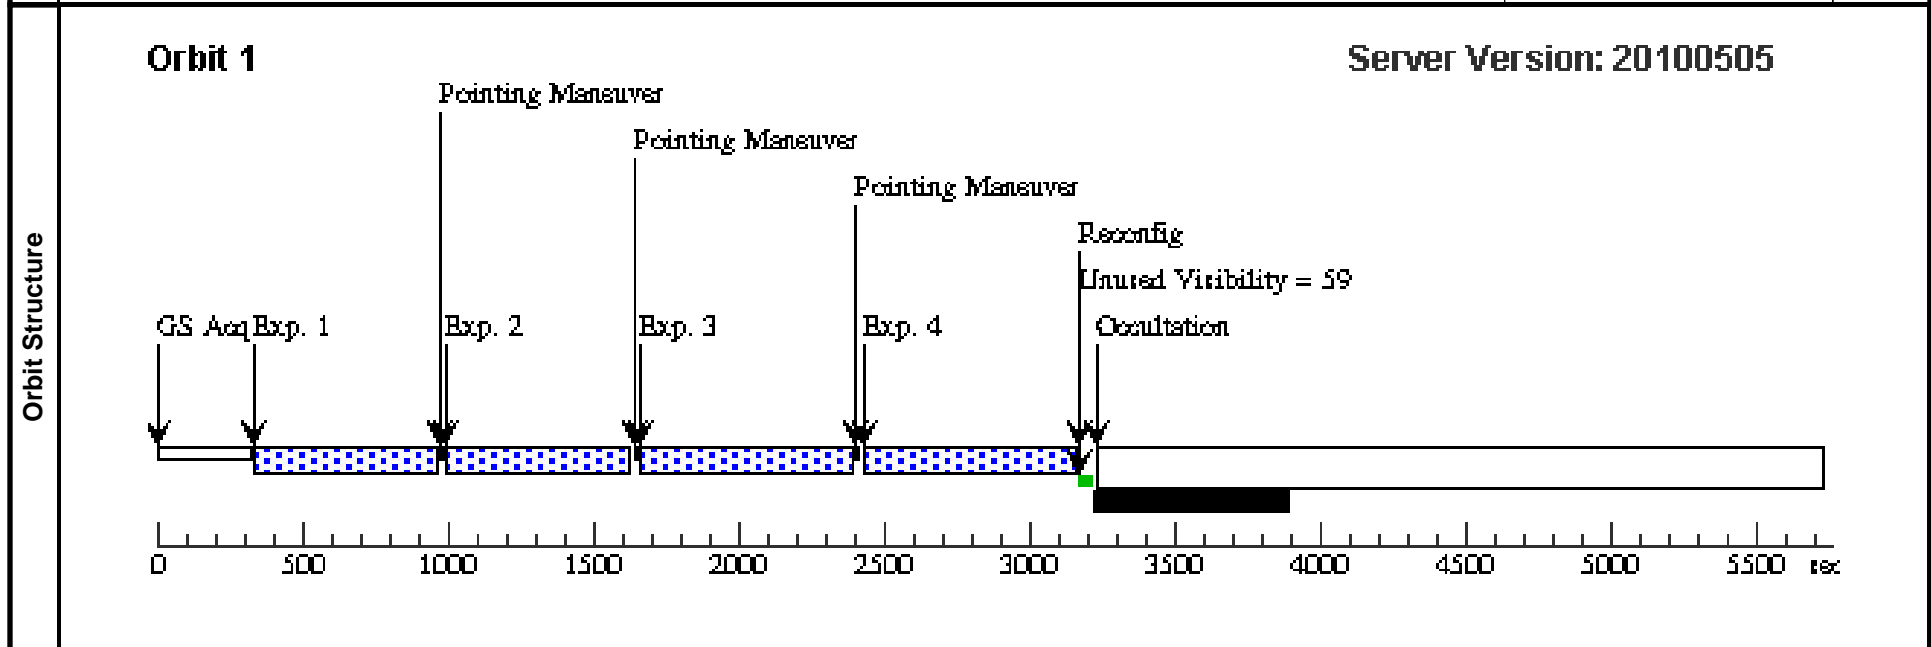 Orbit Structure
Orbit 1
Server Version: 20100505
Pointing Maneuver
Pointing Maneuver
Pointing Maneuver
Reconfig
Unused Visibility = 59
GS Acq Exp. 1 Exp. 2 Exp. 3 Exp. 4 Occultation
0 500 1000 1500 2000 2500 3000 3500 4000 4500 5000 5500 sec